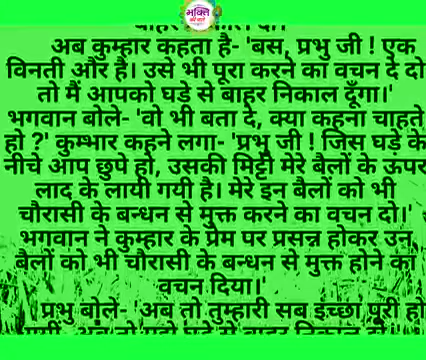 भक्ति
अब कुम्हार कहता है- 'बस, प्रभु जी ! एक
विनती और है। उसे भी पूरा करने का वचन दे दो
तो मैं आपको घड़े से बाहर निकाल दूँगा।'
भगवान बोले- 'वो भी बता दे, क्या कहना चाहते
हो ?' कुम्भार कहने लगा- 'प्रभु जी ! जिस घड़े के
नीचे आप छुपे हो, उसकी मिट्टी मेरे बैलों के ऊपर
लाद के लायी गयी है। मेरे इन बैलों को भी
चौरासी के बन्धन से मुक्त करने का वचन दो।'
भगवान ने कुम्हार के प्रेम पर प्रसन्न होकर उन
बैलों को भी चौरासी के बन्धन से मुक्त होने का
वचन दिया।'
प्रभु बोले- 'अब तो तुम्हारी सब इच्छा पूरी हो